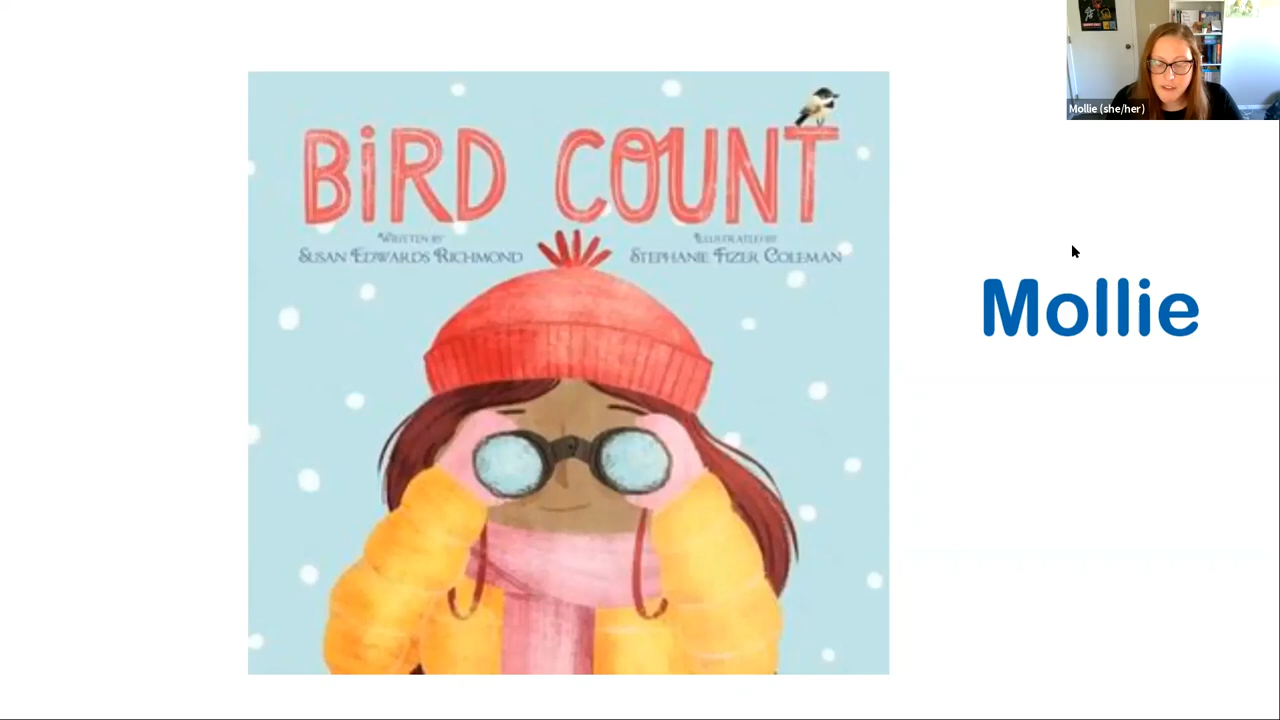 Mollie (she/her)
BiRD COUNT
WRITTEN BY
SUSAN EDWARDS RICHMOND
ILLUSTRATED BY
STEPHANIE FIZER COLEMAN
Mollie